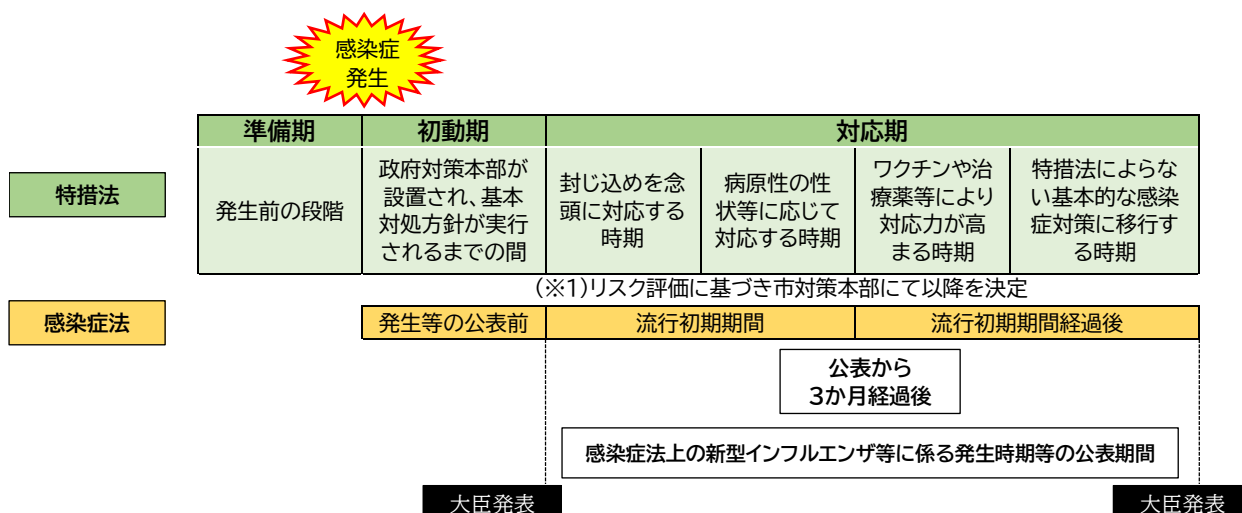 感染症
発生
準備期
初動期
対応期
特措法
発生前の段階
政府対策本部が
設置され、基本
対処方針が実行
されるまでの間
封じ込めを念
頭に対応する
時期
病原性の性
状等に応じて
対応する時期
ワクチンや治
療薬等により
対応力が高
まる時期
特措法によらな
い基本的な感染
症対策に移行す
る時期
(※1)リスク評価に基づき市対策本部にて以降を決定
感染症法
発生等の公表前
流行初期期間
流行初期期間経過後
公表から
3か月経過後
感染症法上の新型インフルエンザ等に係る発生時期等の公表期間
大臣発表
大臣発表